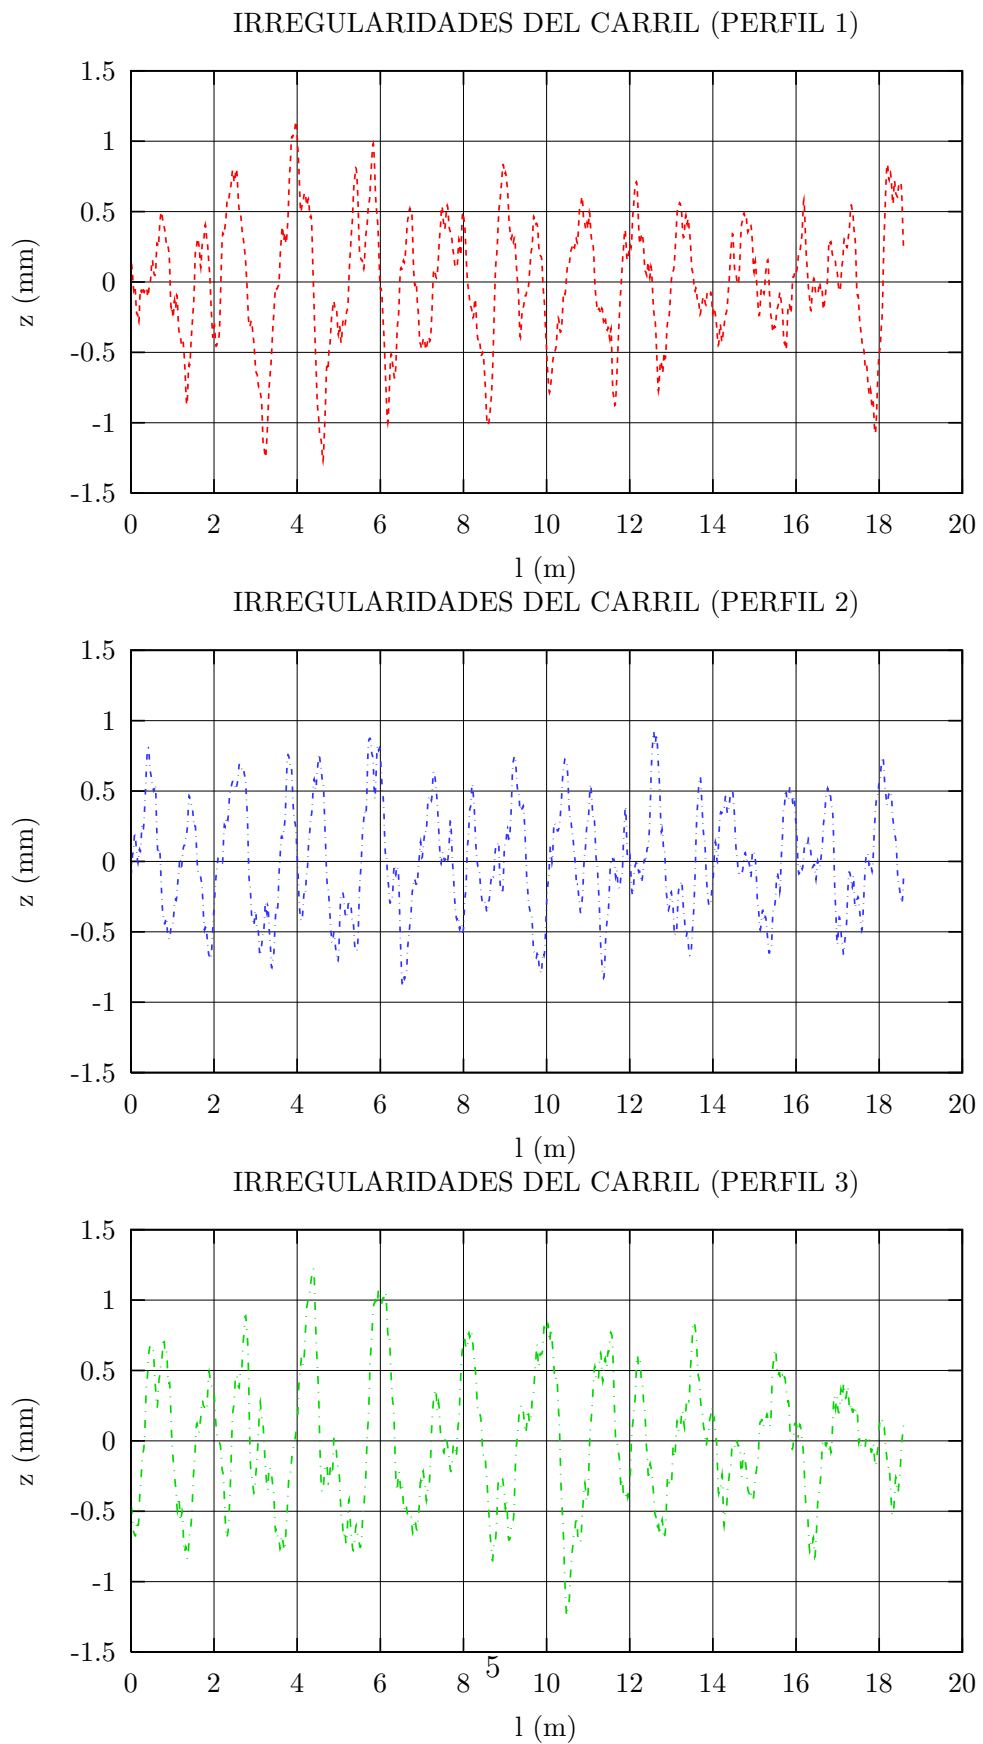 IRREGULARIDADES DEL CARRIL (PERFIL 1)
1.5
1
0.5
0
-0.5
-1
-1.5
z (mm)
0 2 4 6 8 10 12 14 16 18 20
l (m)
IRREGULARIDADES DEL CARRIL (PERFIL 2)
1.5
1
0.5
0
-0.5
-1
-1.5
z (mm)
0 2 4 6 8 10 12 14 16 18 20
l (m)
IRREGULARIDADES DEL CARRIL (PERFIL 3)
1.5
1
0.5
0
-0.5
-1
-1.5
z (mm)
5
0 2 4 6 8 10 12 14 16 18 20
l (m)